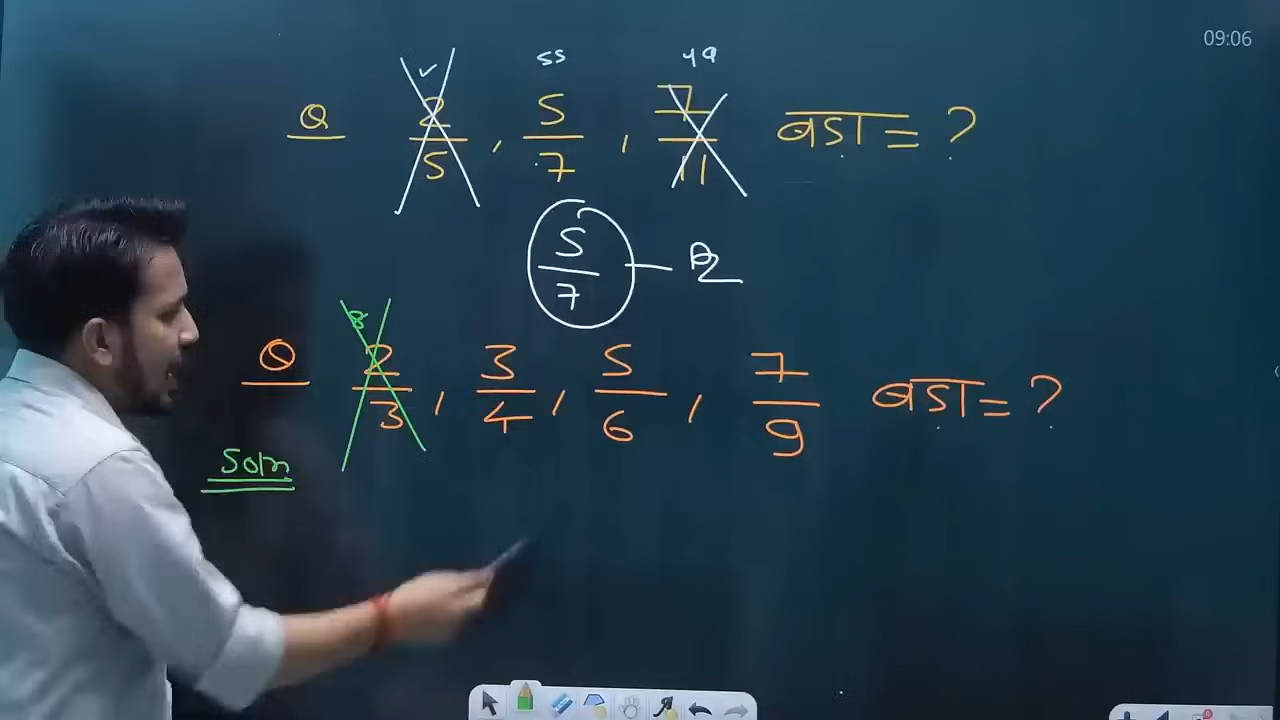 09:06
55 49
Q 2/5, 5/7, 7/11 बडा = ?
5/7
8
Q 2/3, 3/4, 5/6, 7/9 बडा = ?
Soln